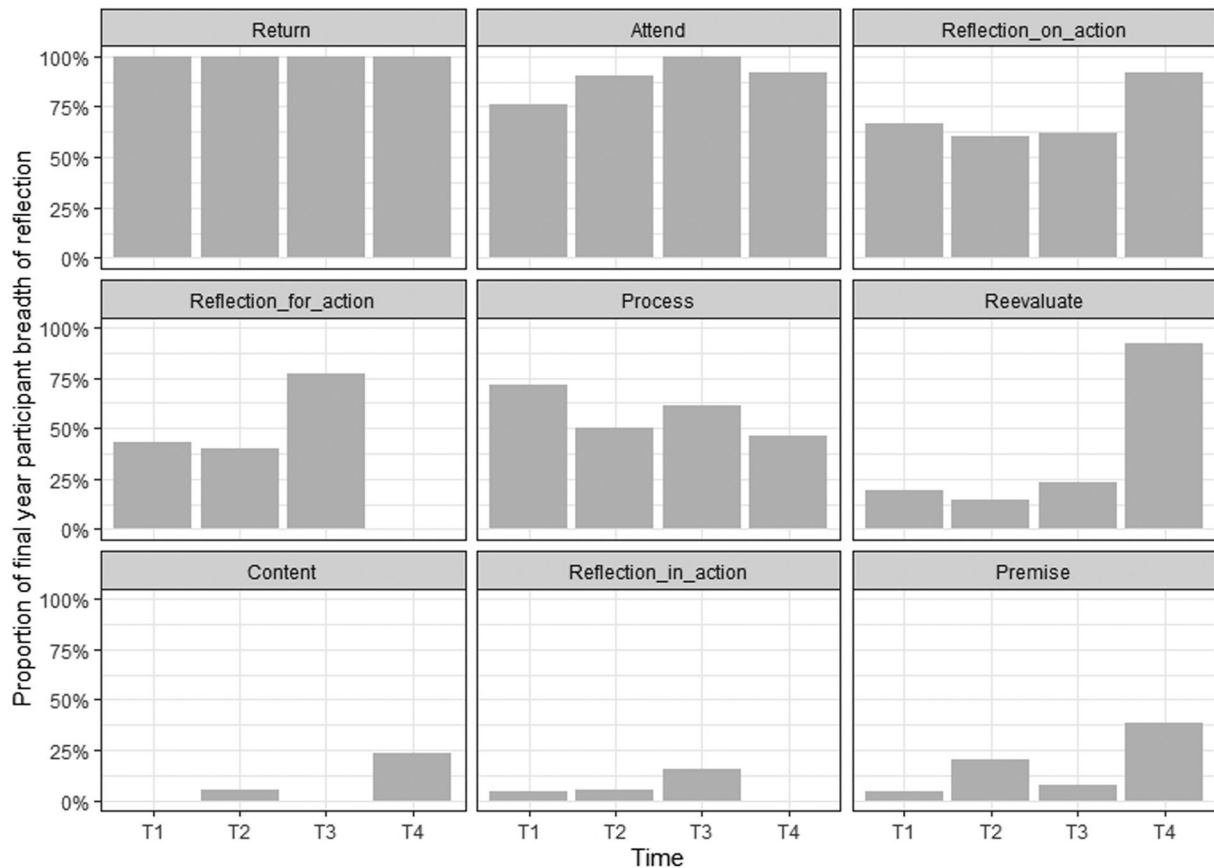 Proportion of final year participant breadth of reflection
Return
Attend
Reflection_on_action
100%
75%
50%
25%
0%
Reflection_for_action
Process
Reevaluate
100%
75%
50%
25%
0%
Content
Reflection_in_action
Premise
100%
75%
50%
25%
0%
T1 T2 T3 T4
T1 T2 T3 T4
T1 T2 T3 T4
Time